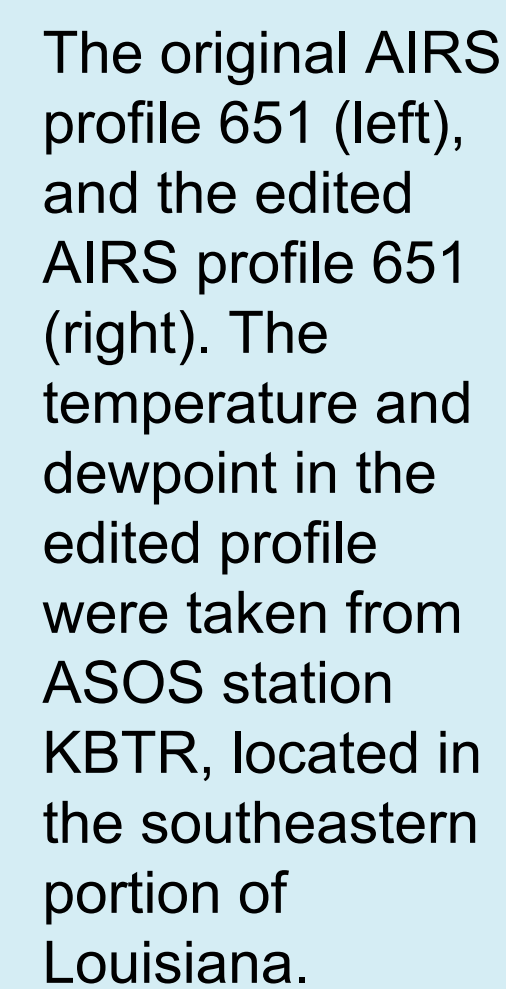 The original AIRS
profile 651 (left),
and the edited
AIRS profile 651
(right). The
temperature and
dewpoint in the
edited profile
were taken from
ASOS station
KBTR, located in
the southeastern
portion of
Louisiana.